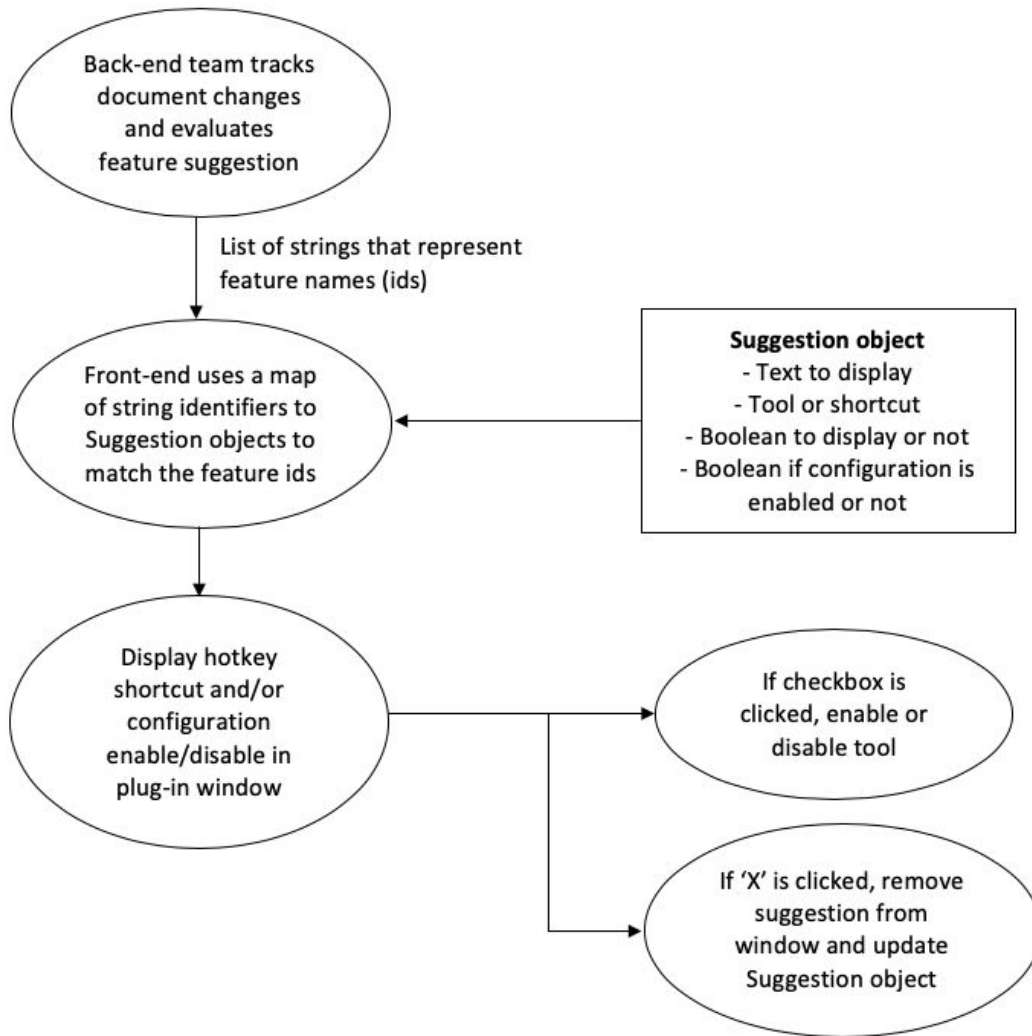 Back-end team tracks
document changes
and evaluates
feature suggestion
List of strings that represent
feature names (ids)
Front-end uses a map
of string identifiers to
Suggestion objects to
match the feature ids
Suggestion object
- Text to display
- Tool or shortcut
- Boolean to display or not
- Boolean if configuration is
enabled or not
Display hotkey
shortcut and/or
configuration
enable/disable in
plug-in window
If checkbox is
clicked, enable or
disable tool
If ‘X’ is clicked, remove
suggestion from
window and update
Suggestion object